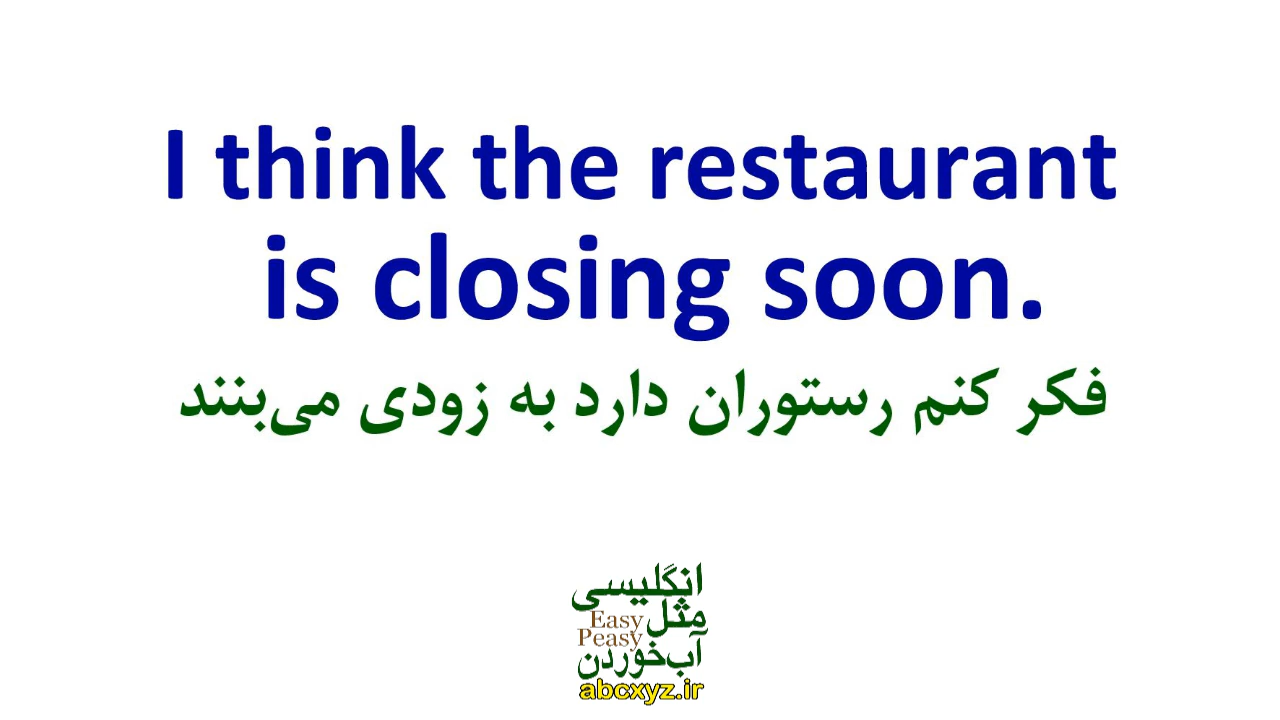 I think the restaurant
is closing soon.
فکر کنم رستوران دارد به زودی می‌بنند
انگلیسی
مثل
Easy
Peasy
آب‌خوردن
abcxyz.ir